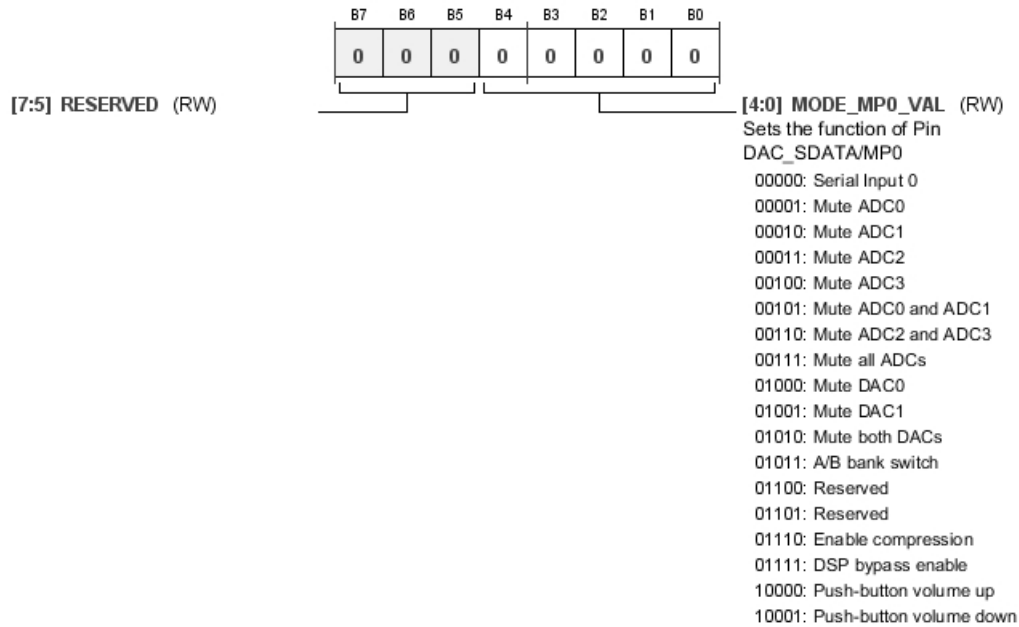 B7 B6 B5 B4 B3 B2 B1 B0
0 0 0 0 0 0 0 0
[7:5] RESERVED (RW)
[4:0] MODE_MP0_VAL (RW)
Sets the function of Pin
DAC_SDATA/MP0
00000: Serial Input 0
00001: Mute ADC0
00010: Mute ADC1
00011: Mute ADC2
00100: Mute ADC3
00101: Mute ADC0 and ADC1
00110: Mute ADC2 and ADC3
00111: Mute all ADCs
01000: Mute DAC0
01001: Mute DAC1
01010: Mute both DACs
01011: A/B bank switch
01100: Reserved
01101: Reserved
01110: Enable compression
01111: DSP bypass enable
10000: Push-button volume up
10001: Push-button volume down